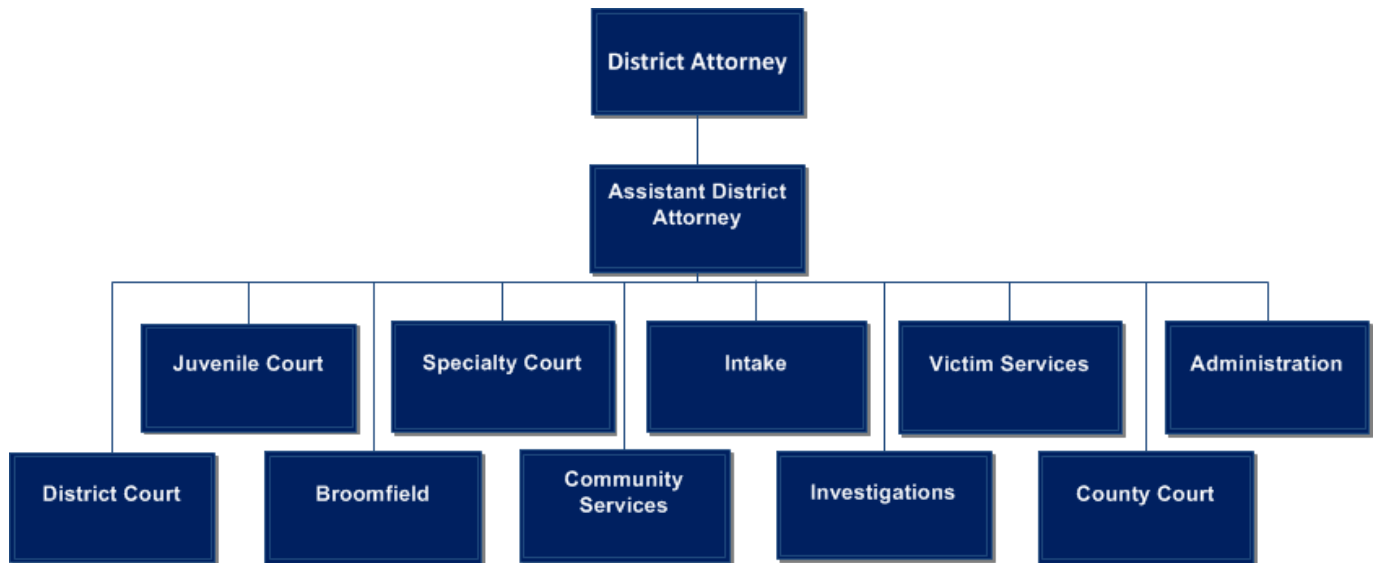 District Attorney
Assistant District
Attorney
Juvenile Court
Specialty Court
Intake
Victim Services
Administration
District Court
Broomfield
Community
Services
Investigations
County Court